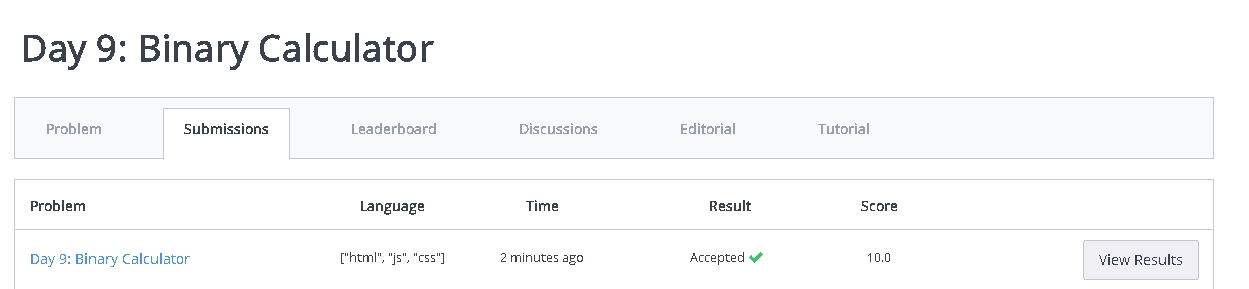 Day 9: Binary Calculator
Problem Submissions Leaderboard Discussions Editorial Tutorial
Problem Language Time Result Score
Day 9: Binary Calculator ["html", "js", "css"] 2 minutes ago Accepted 10.0 View Results